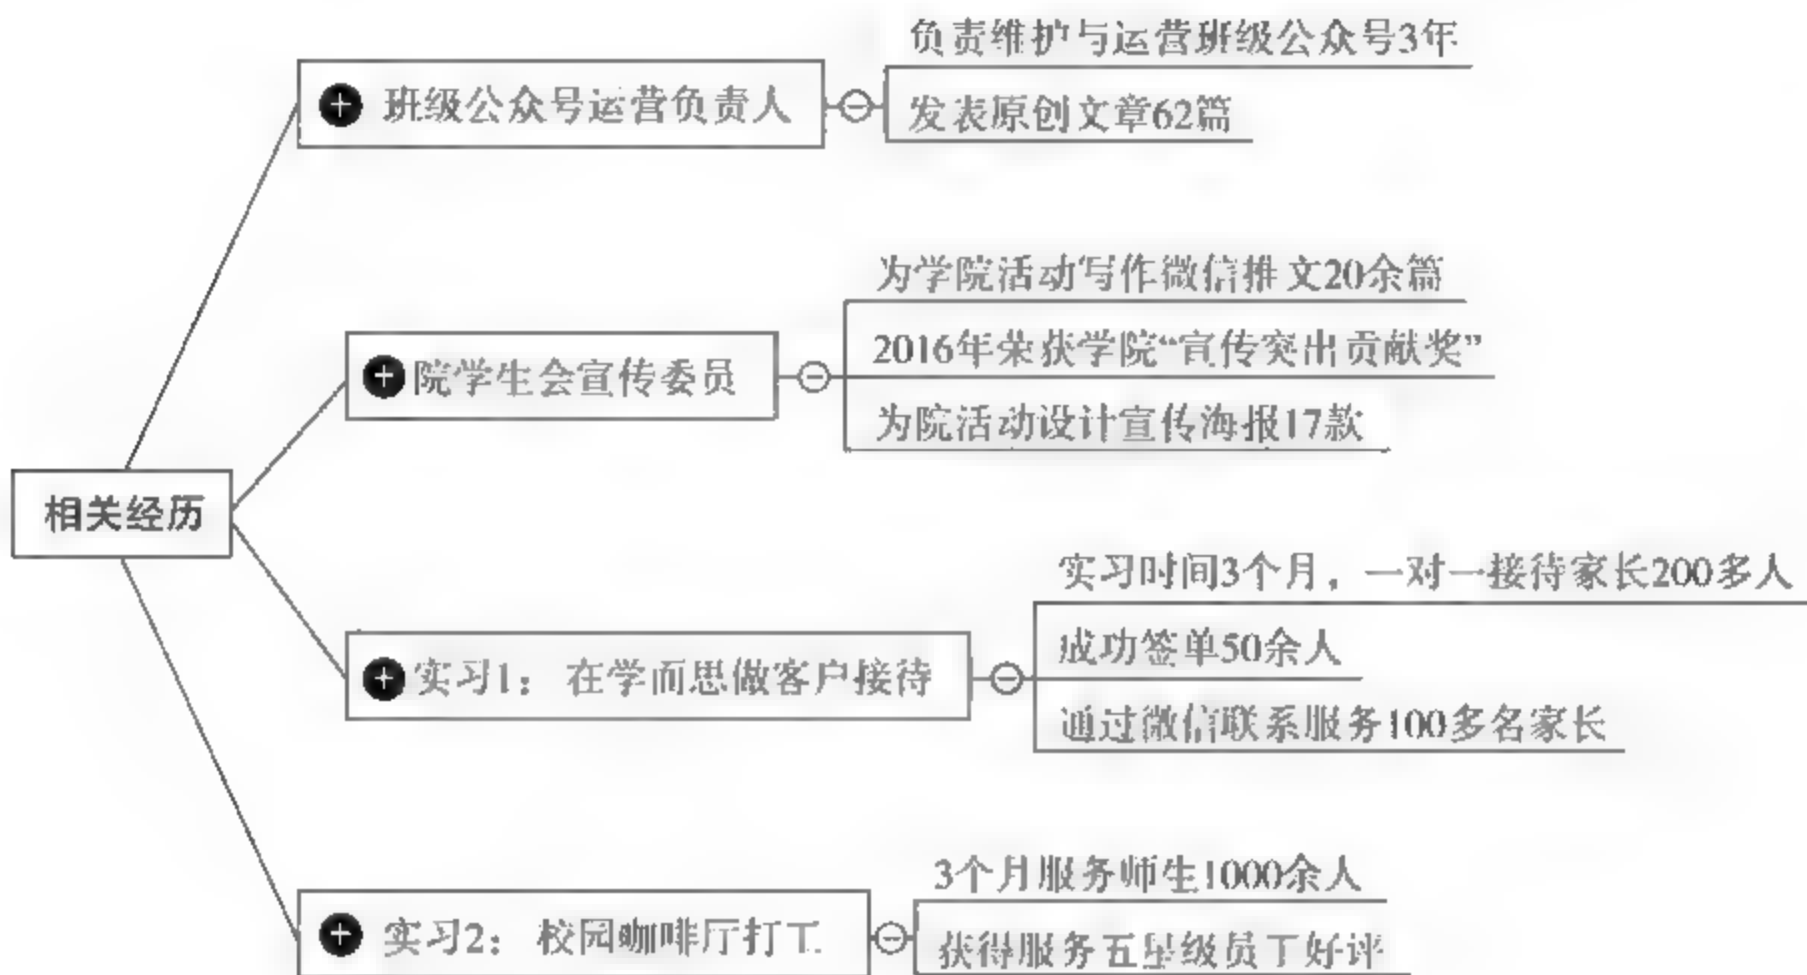 相关经历
班级公众号运营负责人
负责维护与运营班级公众号3年
发表原创文章62篇
院学生会宣传委员
为学院活动写作微信推文20余篇
2016年荣获学院“宣传突出贡献奖”
为院活动设计宣传海报17款
实习1：在学而思做客户接待
实习时间3个月，一对一接待家长200多人
成功签单50余人
通过微信联系服务100多名家长
实习2：校园咖啡厅打工
3个月服务师生1000余人
获得服务五星级员工好评